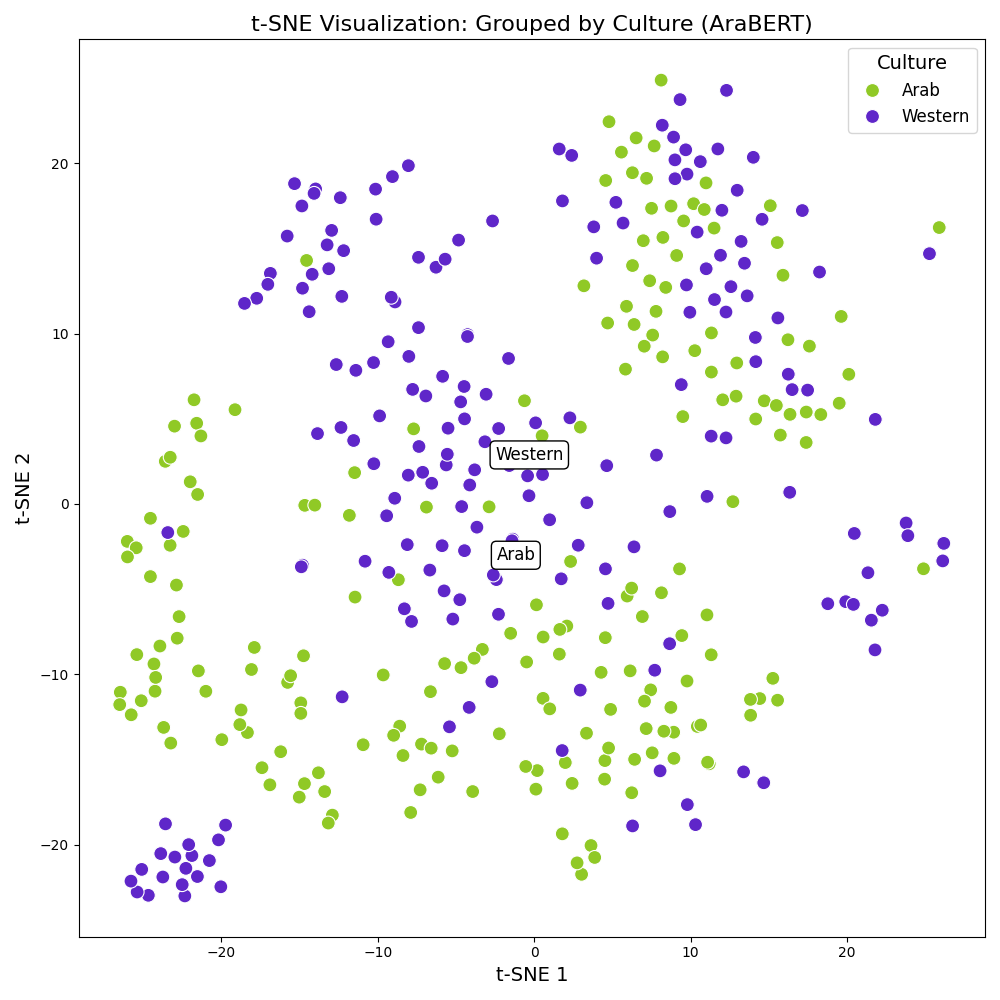 t-SNE Visualization: Grouped by Culture (AraBERT)
Culture
Arab
Western
20
10
0
−10
−20
t-SNE 2
Western
Arab
−20
−10
0
10
20
t-SNE 1